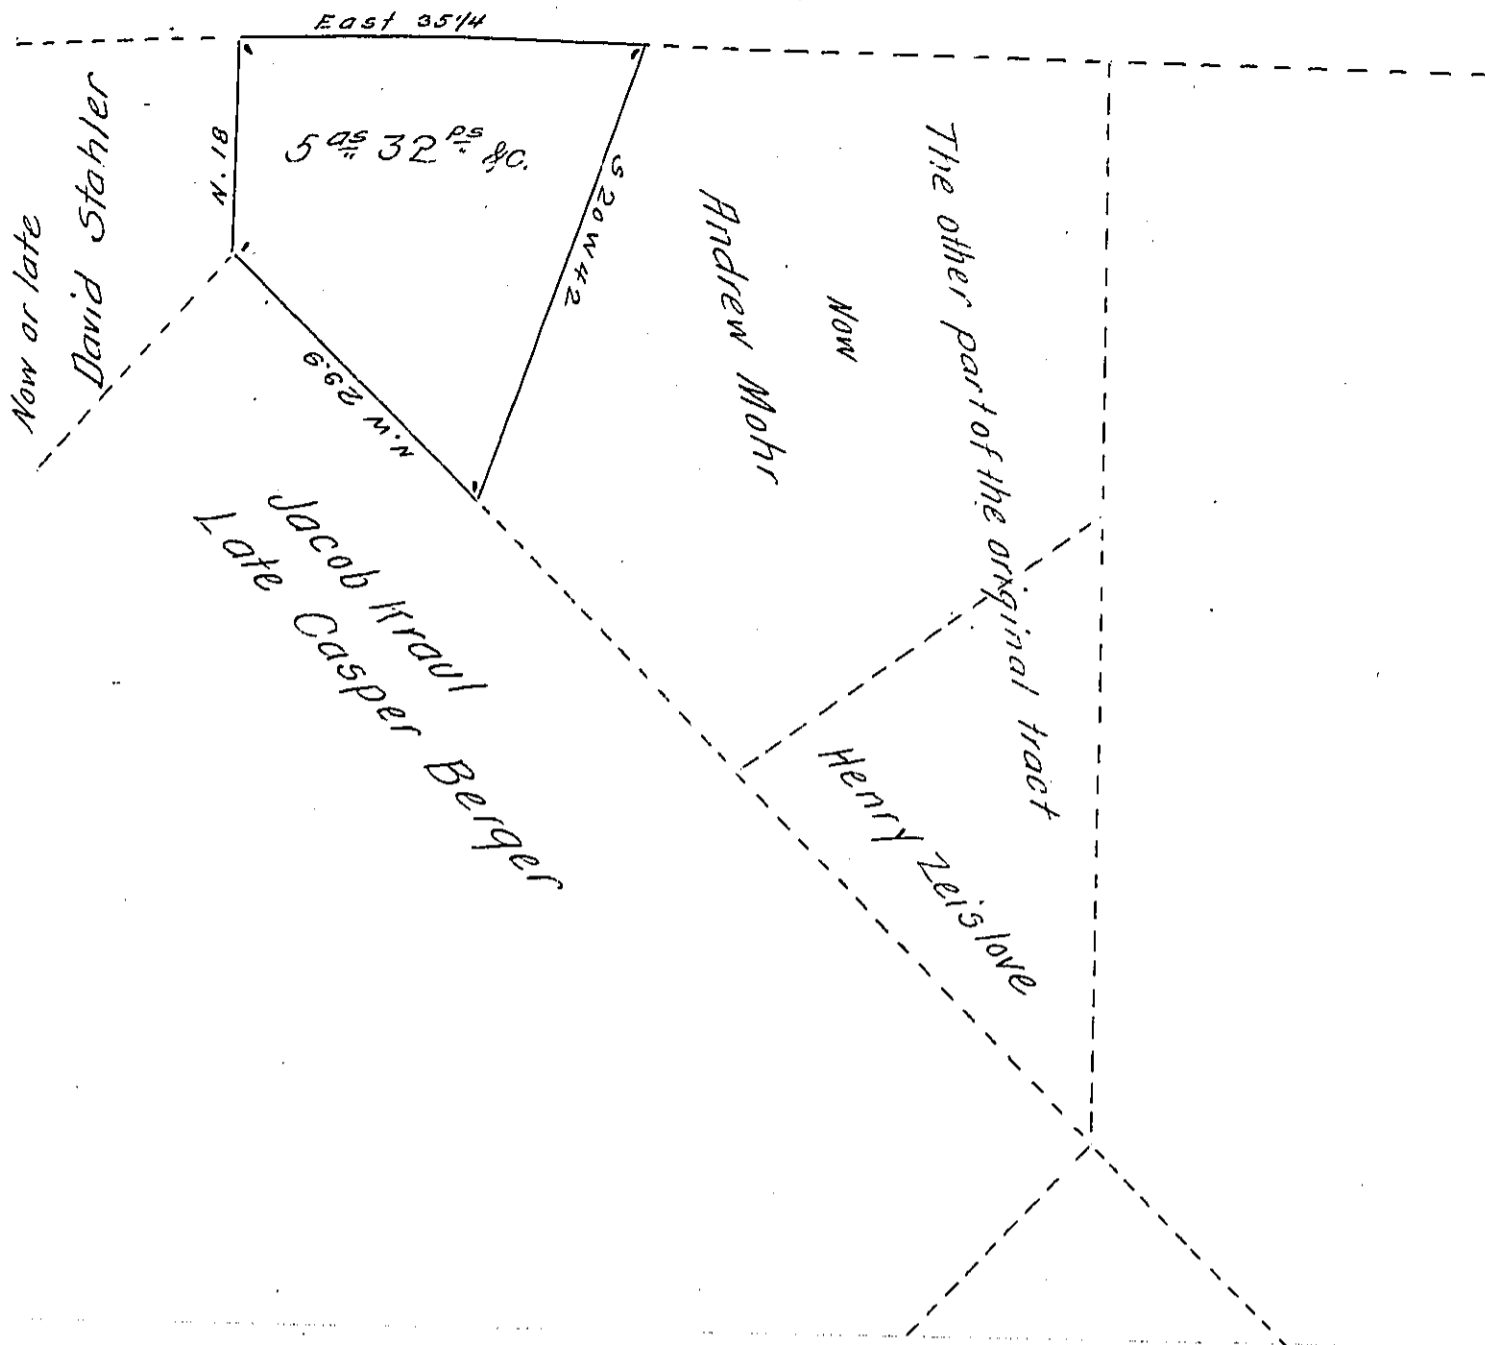 East 35 1/4
N. 18
5 as 32 ps &c.
S 20 W 42
N.W 29.9
Now or late
David Stahler
The other part of the original tract
Now
Andrew Mohr
Jacob Kraul
Late Casper Berger
Henry Zeislove